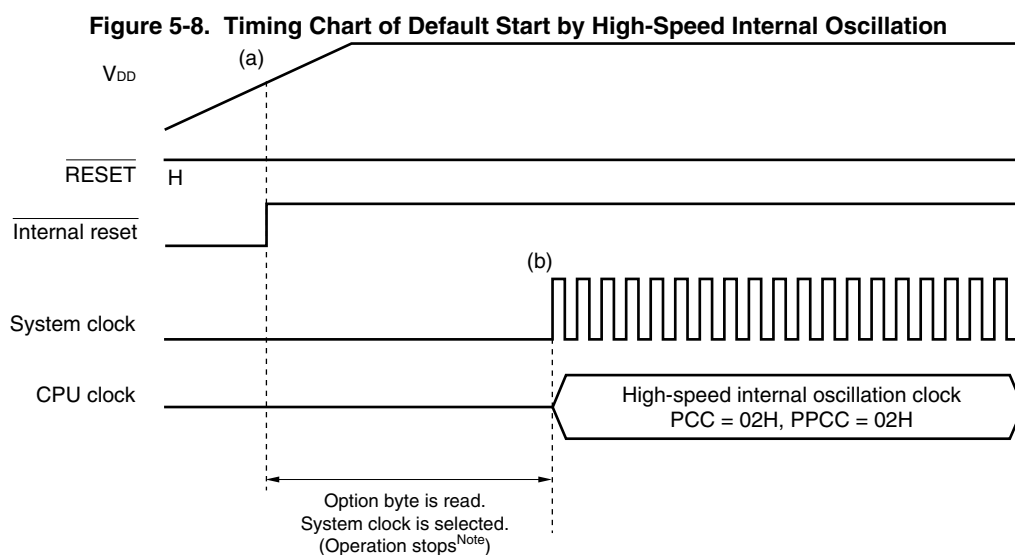 Figure 5-8. Timing Chart of Default Start by High-Speed Internal Oscillation
(a)
VDD
RESET
H
Internal reset
(b)
System clock
CPU clock
High-speed internal oscillation clock
PCC = 02H, PPCC = 02H
Option byte is read.
System clock is selected.
(Operation stopsNote)